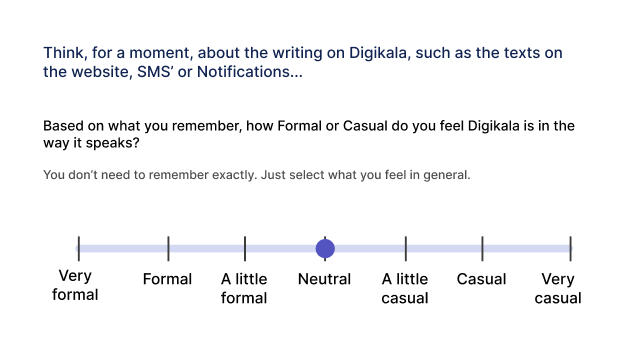 Think, for a moment, about the writing on Digikala, such as the texts on
the website, SMS’ or Notifications...
Based on what you remember, how Formal or Casual do you feel Digikala is in the
way it speaks?
You don’t need to remember exactly. Just select what you feel in general.
Very
formal
Formal
A little
formal
Neutral
A little
casual
Casual
Very
casual